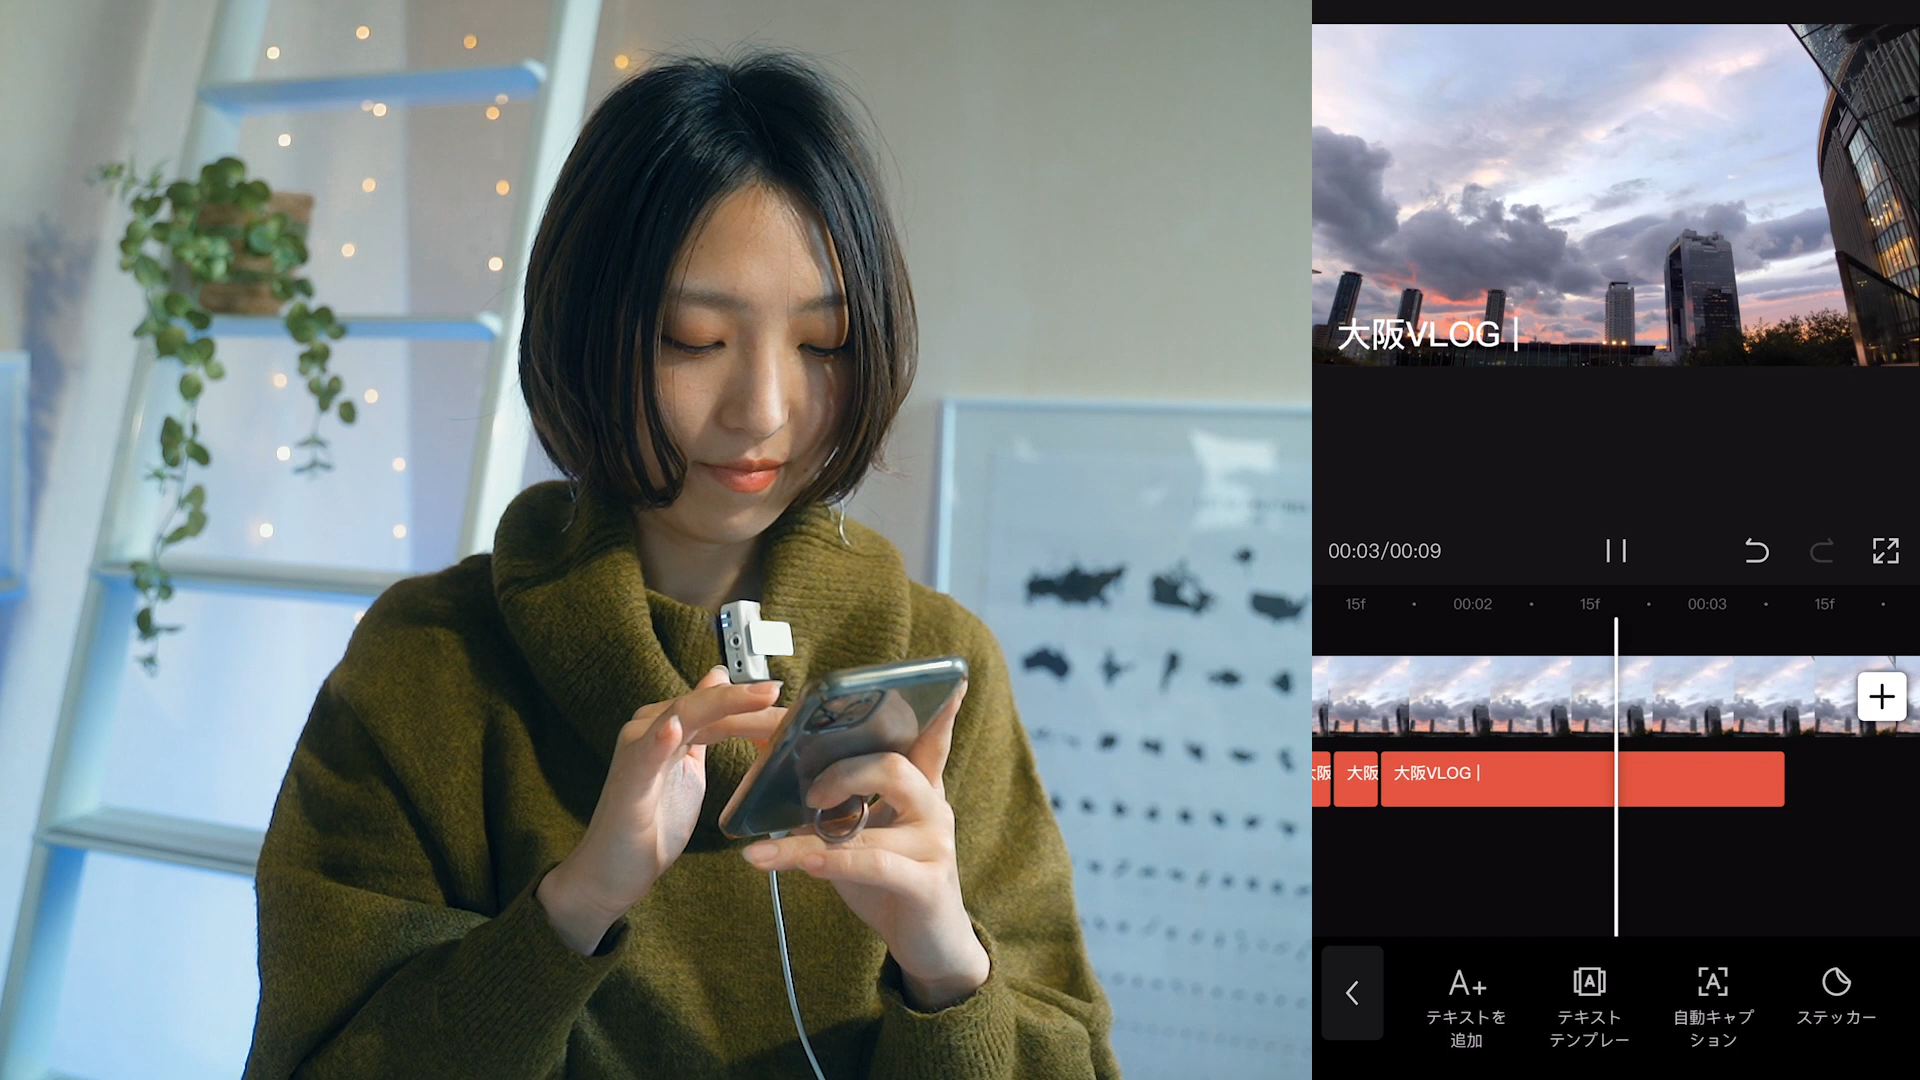 大阪VLOG |
00:03/00:09
15f
00:02
15f
00:03
15f
大阪
大阪
大阪VLOG |
A+
テキストを
追加
A
テキスト
テンプレー
A
自動キャプ
ション
ステッカー